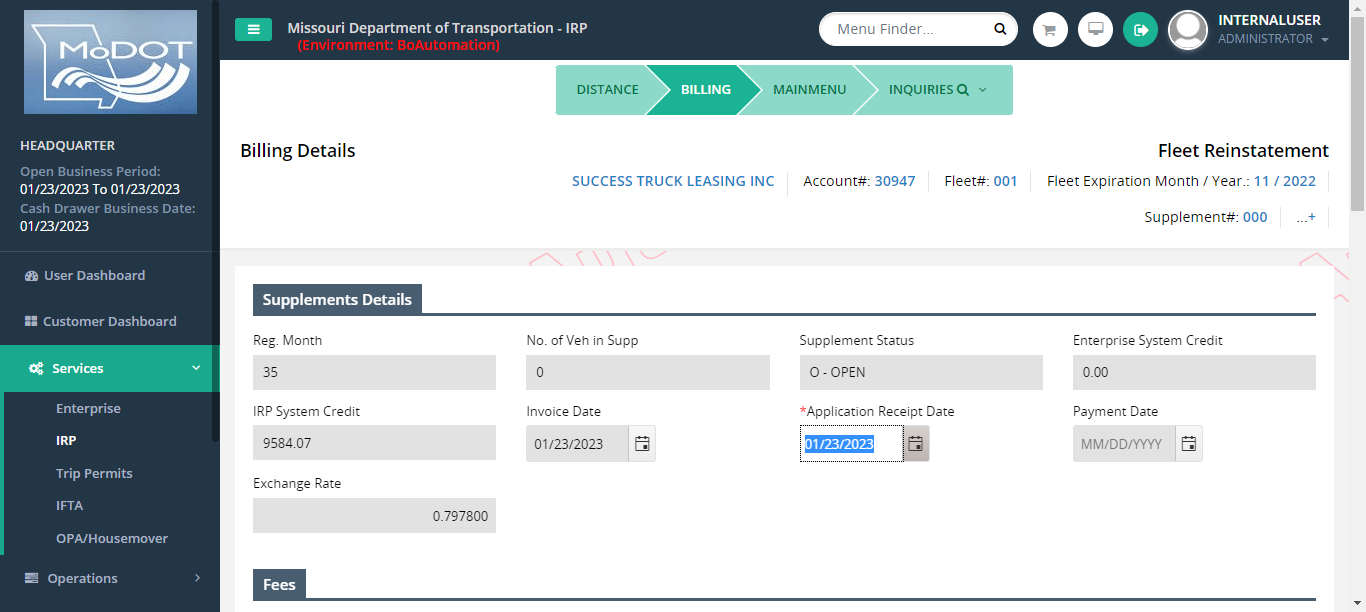 MoDOT
HEADQUARTER
Open Business Period:
01/23/2023 To 01/23/2023
Cash Drawer Business Date:
01/23/2023
User Dashboard
Customer Dashboard
Services
Enterprise
IRP
Trip Permits
IFTA
OPA/Housemover
Operations
Missouri Department of Transportation - IRP
(Environment: BoAutomation)
Menu Finder...
INTERNALUSER
ADMINISTRATOR
DISTANCE BILLING MAINMENU INQUIRIES
Billing Details
Fleet Reinstatement
SUCCESS TRUCK LEASING INC Account#: 30947 Fleet#: 001 Fleet Expiration Month / Year.: 11 / 2022
Supplement#: 000 ...+
Supplements Details
Reg. Month No. of Veh in Supp Supplement Status Enterprise System Credit
35 0 O - OPEN 0.00
IRP System Credit Invoice Date *Application Receipt Date Payment Date
9584.07 01/23/2023 01/23/2023 MM/DD/YYYY
Exchange Rate
0.797800
Fees